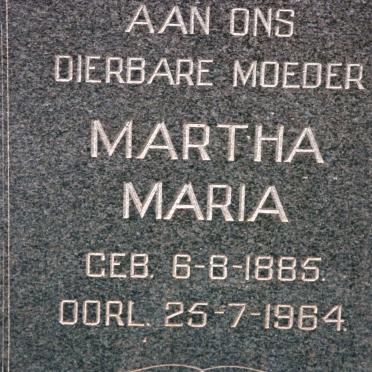 AAN ONS
DIERBARE MOEDER
MARTHA
MARIA
GEB. 6-8-1885.
OORL. 25-7-1964.